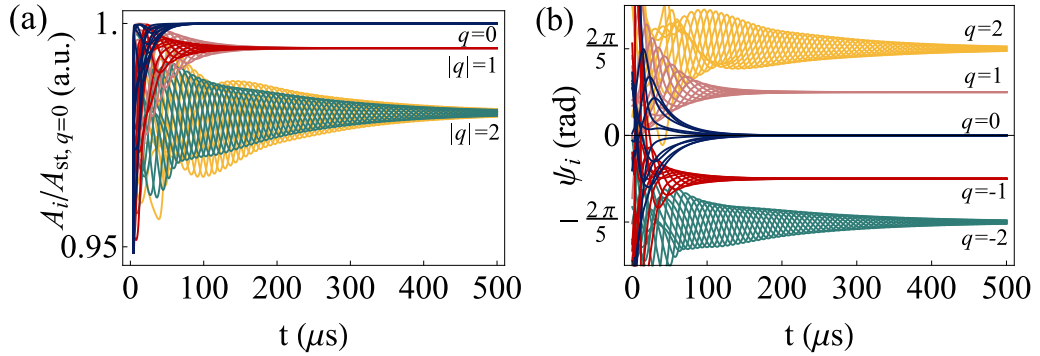 (a)
1.
0.95
A_i/A_st, q=0 (a.u.)
q=0
|q|=1
|q|=2
0 100 200 300 400 500
t (μs)
(b)
2π/5
0
− 2π/5
ψ_i (rad)
q=2
q=1
q=0
q=-1
q=-2
0 100 200 300 400 500
t (μs)